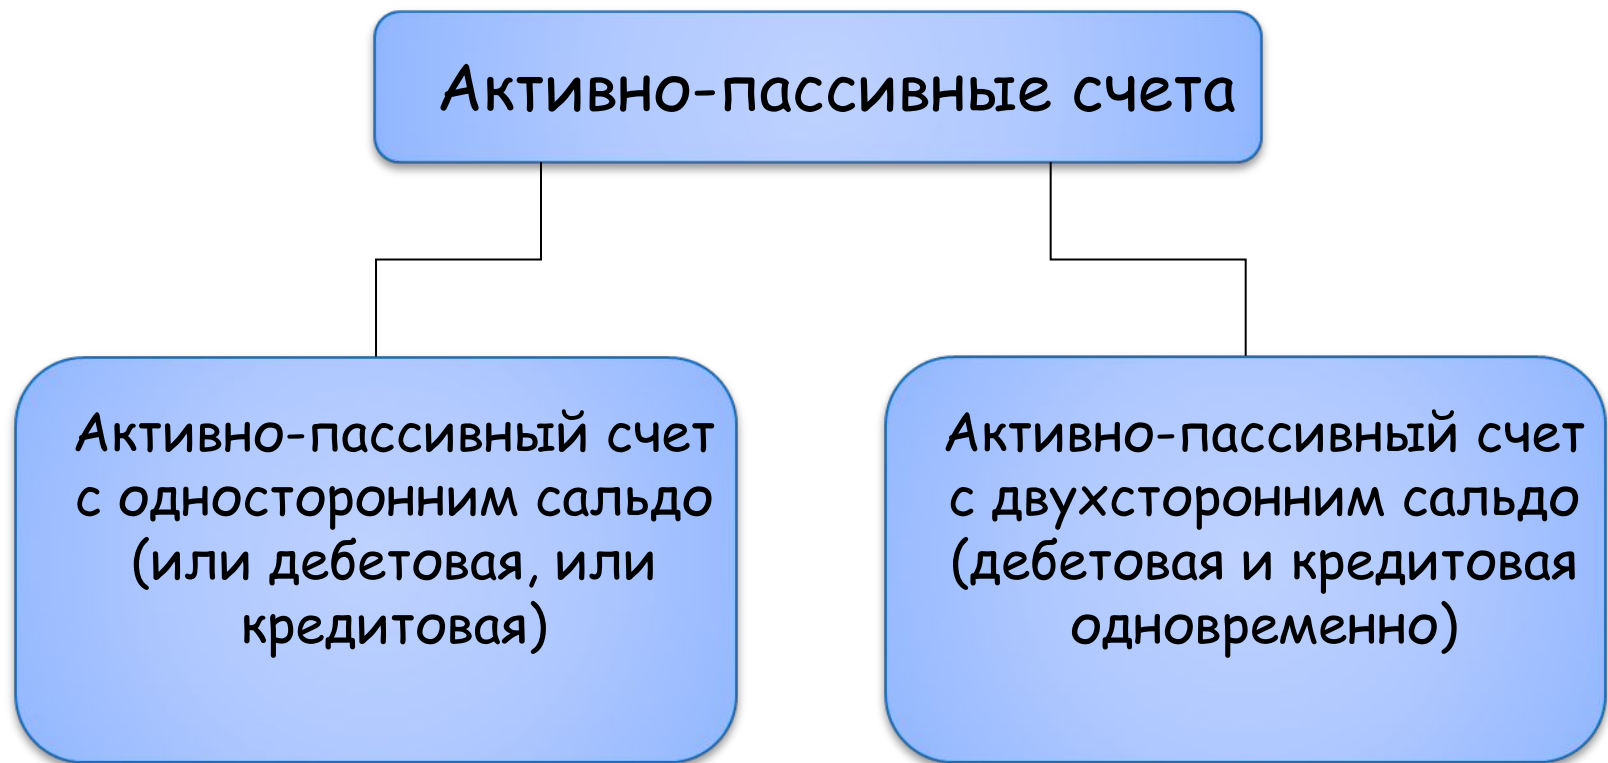 Активно-пассивные счета
Активно-пассивный счет
с односторонним сальдо
(или дебетовая, или
кредитовая)
Активно-пассивный счет
с двухсторонним сальдо
(дебетовая и кредитовая
одновременно)